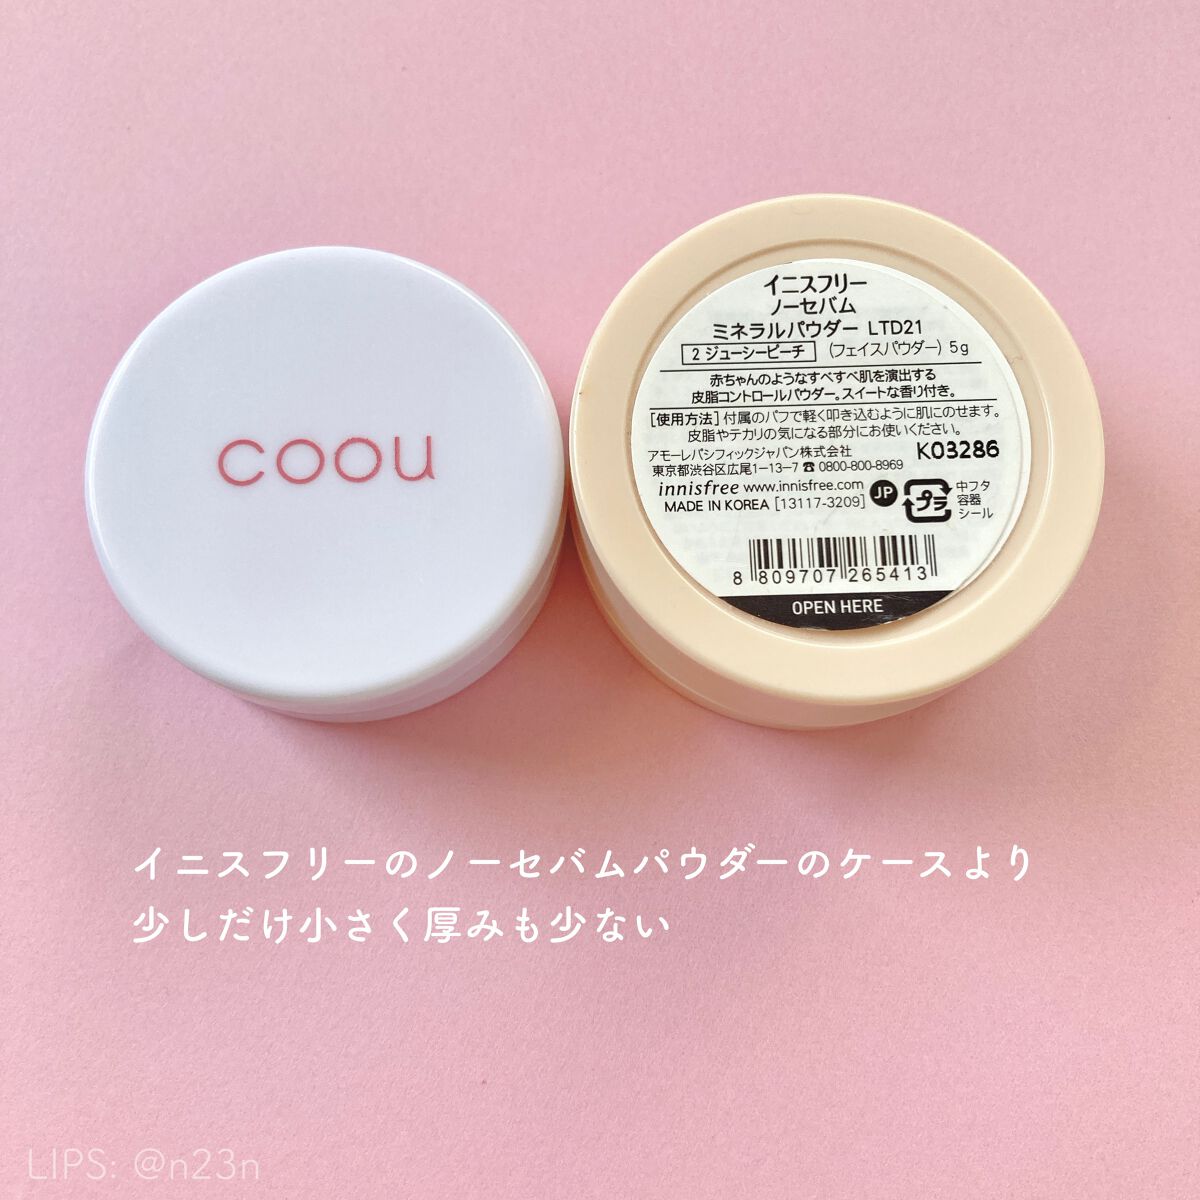 coou
イニスフリー
ノーセバム
ミネラルパウダー LTD21
2 ジューシーピーチ (フェイスパウダー) 5g
赤ちゃんのようなすべすべ肌を演出する
皮脂コントロールパウダー。スイートな香り付き。
[使用方法] 付属のパフで軽く叩き込むように肌にのせます。
皮脂やテカリの気になる部分にお使いください。
アモーレパシフィックジャパン株式会社
K03286
東京都渋谷区広尾1-13-7 ☎ 0800-800-8969
innisfree www.innisfree.com
MADE IN KOREA [13117-3209]
JP
プラ
中フタ
容器
シール
8 809707 265413
OPEN HERE
イニスフリーのノーセバムパウダーのケースより
少しだけ小さく厚みも少ない
LIPS: @n23n